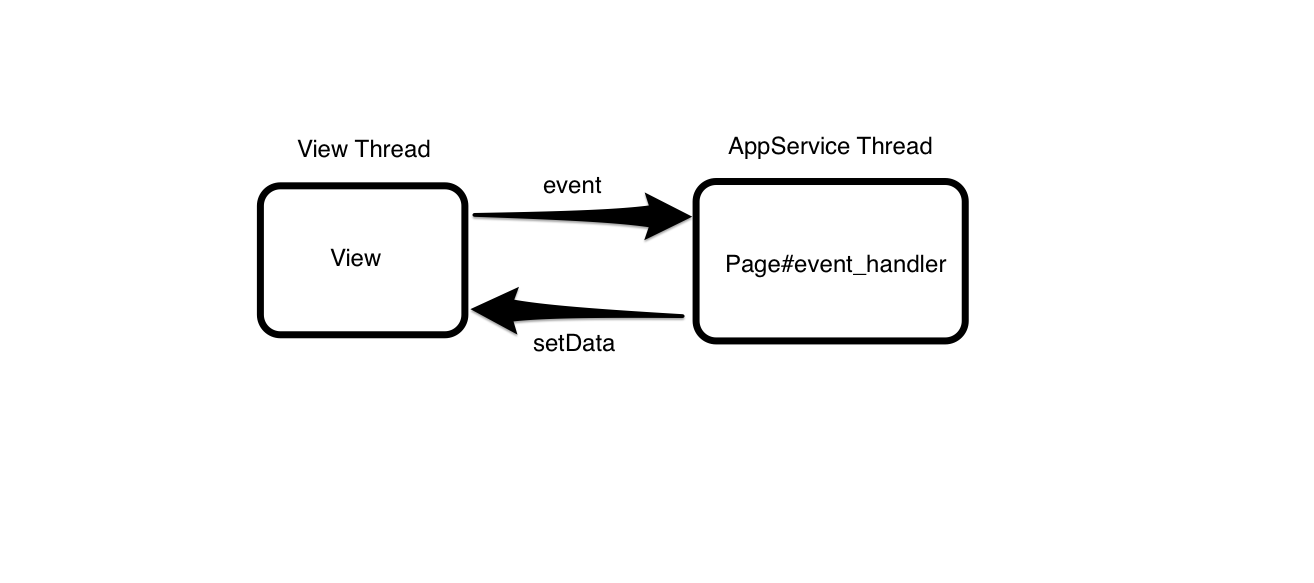 View Thread
AppService Thread
event
View
Page#event_handler
setData